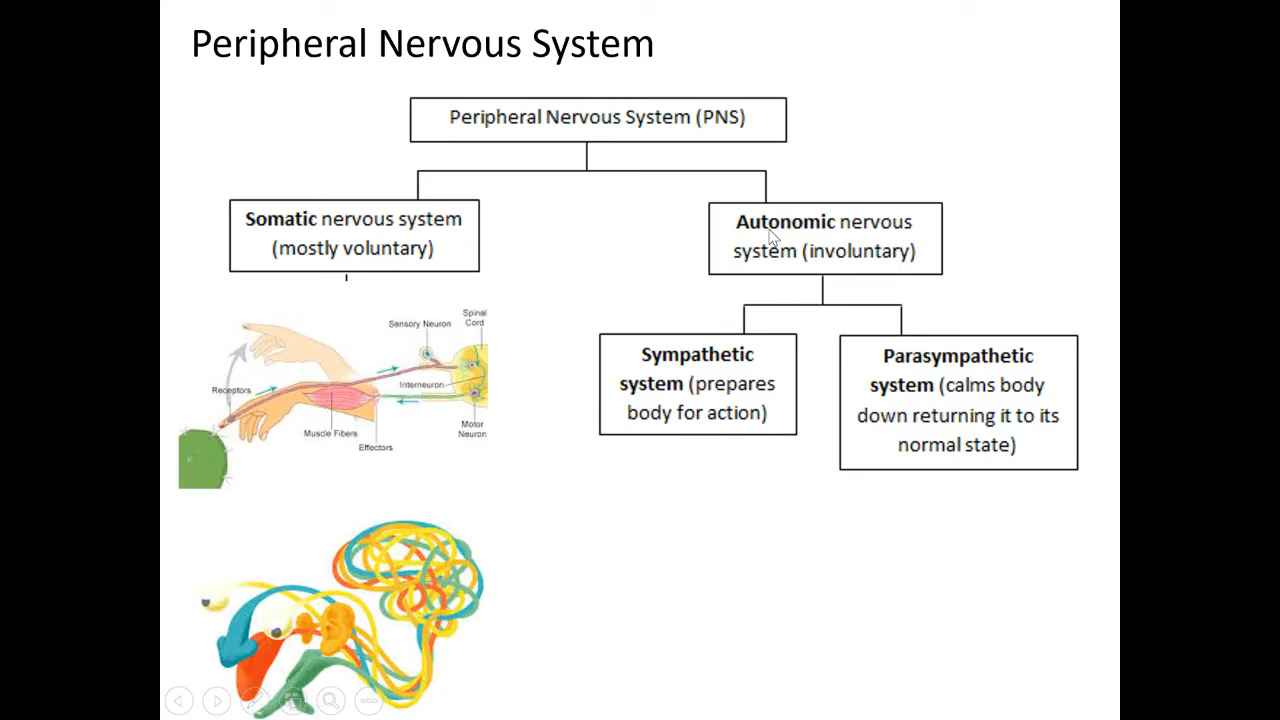 Peripheral Nervous System
Peripheral Nervous System (PNS)
Somatic nervous system
(mostly voluntary)
Autonomic nervous
system (involuntary)
Sympathetic
system (prepares
body for action)
Parasympathetic
system (calms body
down returning it to its
normal state)
Spinal
Cord
Sensory Neuron
Interneuron
Receptors
Muscle Fibers
Motor
Neuron
Effectors